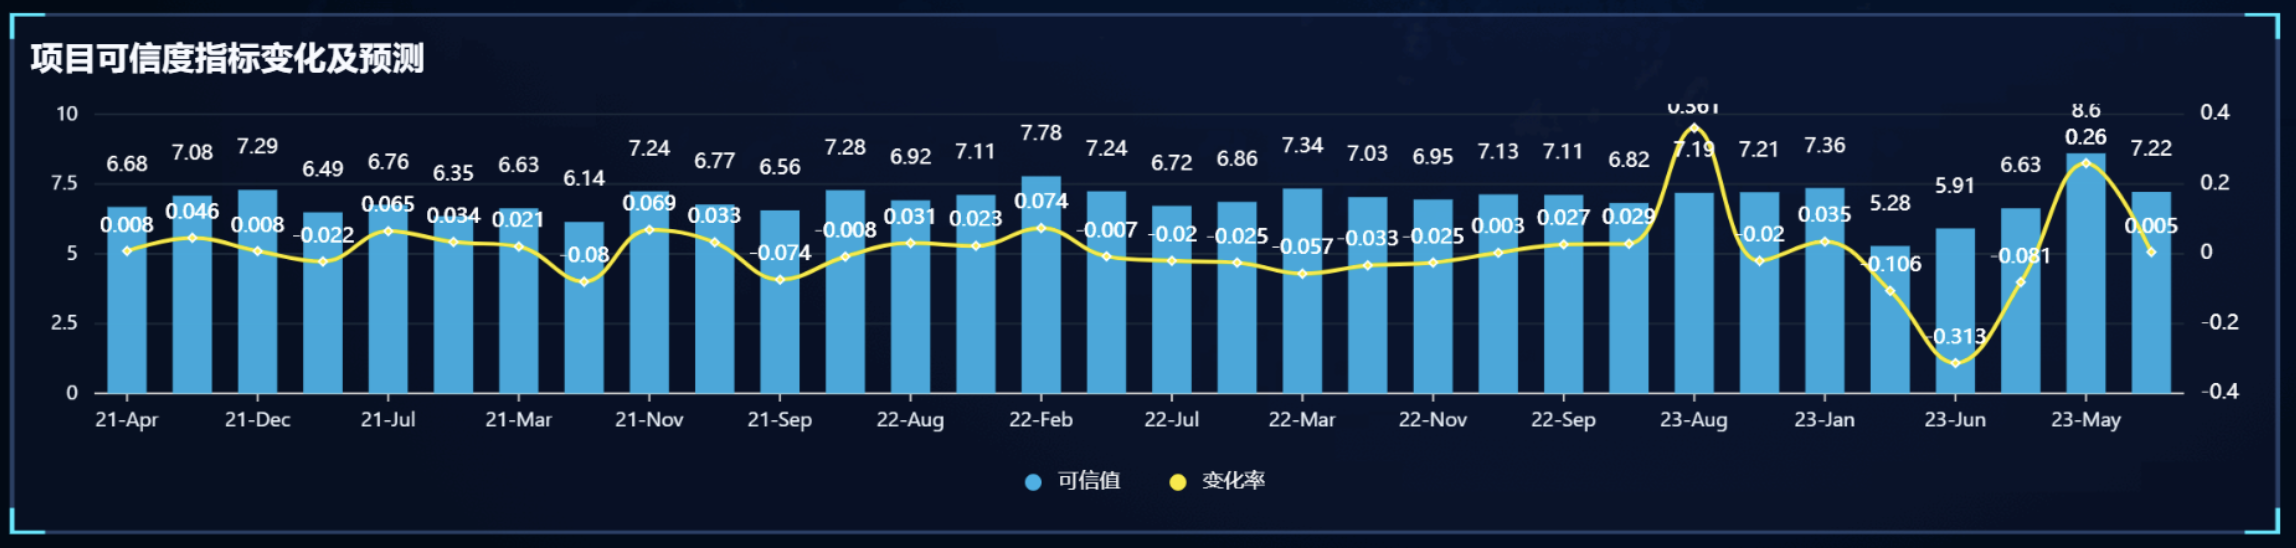 项目可信度指标变化及预测
10 0.4
7.5 0.2
5 0
2.5 -0.2
0 -0.4
6.68 7.08 7.29 6.49 6.76 6.35 6.63 6.14 7.24 6.77 6.56 7.28 6.92 7.11 7.78 7.24 6.72 6.86 7.34 7.03 6.95 7.13 7.11 6.82 7.19 7.21 7.36 5.28 5.91 6.63 8.6 7.22
0.008 0.046 0.008 -0.022 0.065 0.034 0.021 -0.08 0.069 0.033 -0.074 -0.008 0.031 0.023 0.074 -0.007 -0.02 -0.025 -0.057 -0.033 -0.025 0.003 0.027 0.029 0.361 -0.02 0.035 -0.106 -0.313 -0.081 0.26 0.005
21-Apr 21-Dec 21-Jul 21-Mar 21-Nov 21-Sep 22-Aug 22-Feb 22-Jul 22-Mar 22-Nov 22-Sep 23-Aug 23-Jan 23-Jun 23-May
可信值 变化率